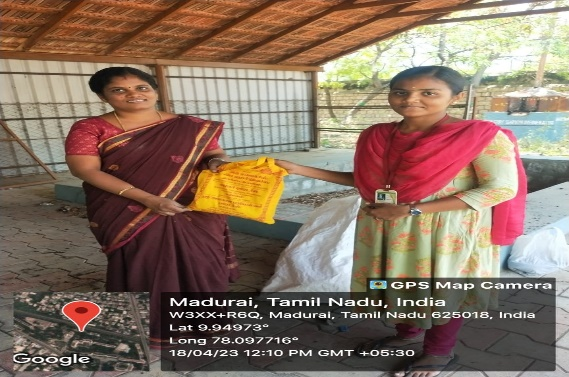 GPS Map Camera
Madurai, Tamil Nadu, India
W3XX+R6Q, Madurai, Tamil Nadu 625018, India
Lat 9.94973°
Long 78.097716°
18/04/23 12:10 PM GMT +05:30
Google